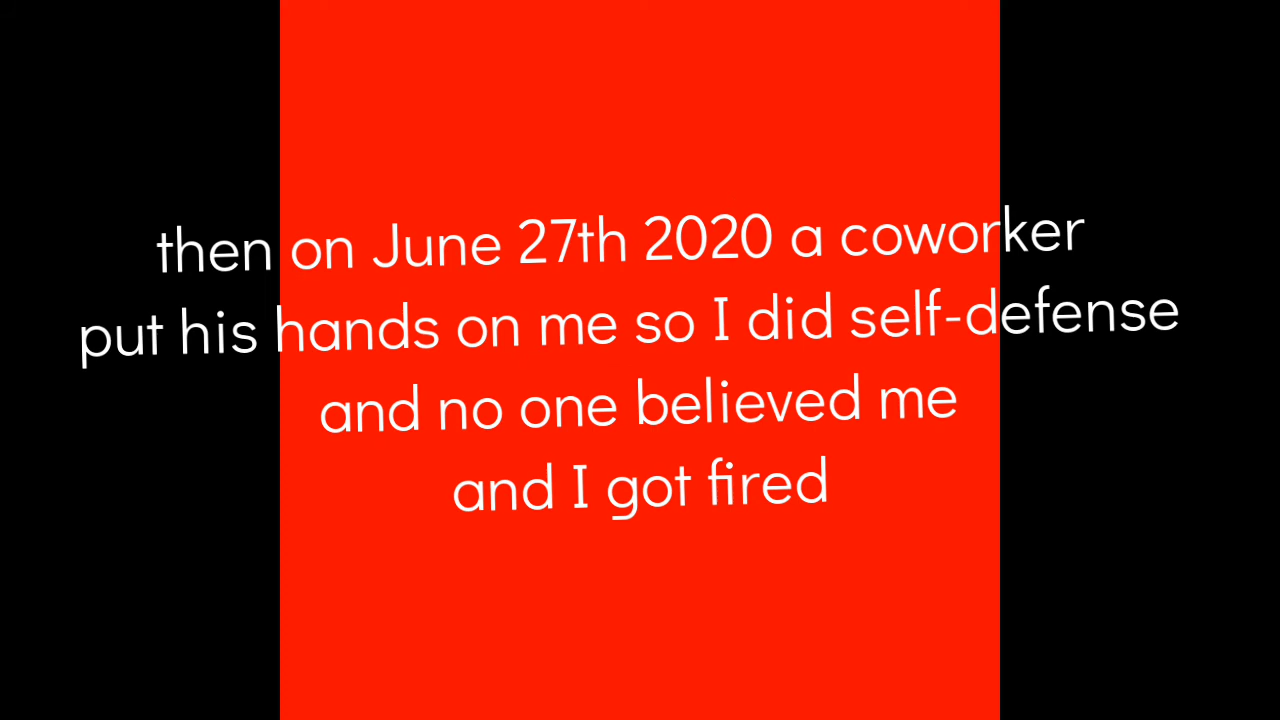 then on June 27th 2020 a coworker
put his hands on me so I did self-defense
and no one believed me
and I got fired